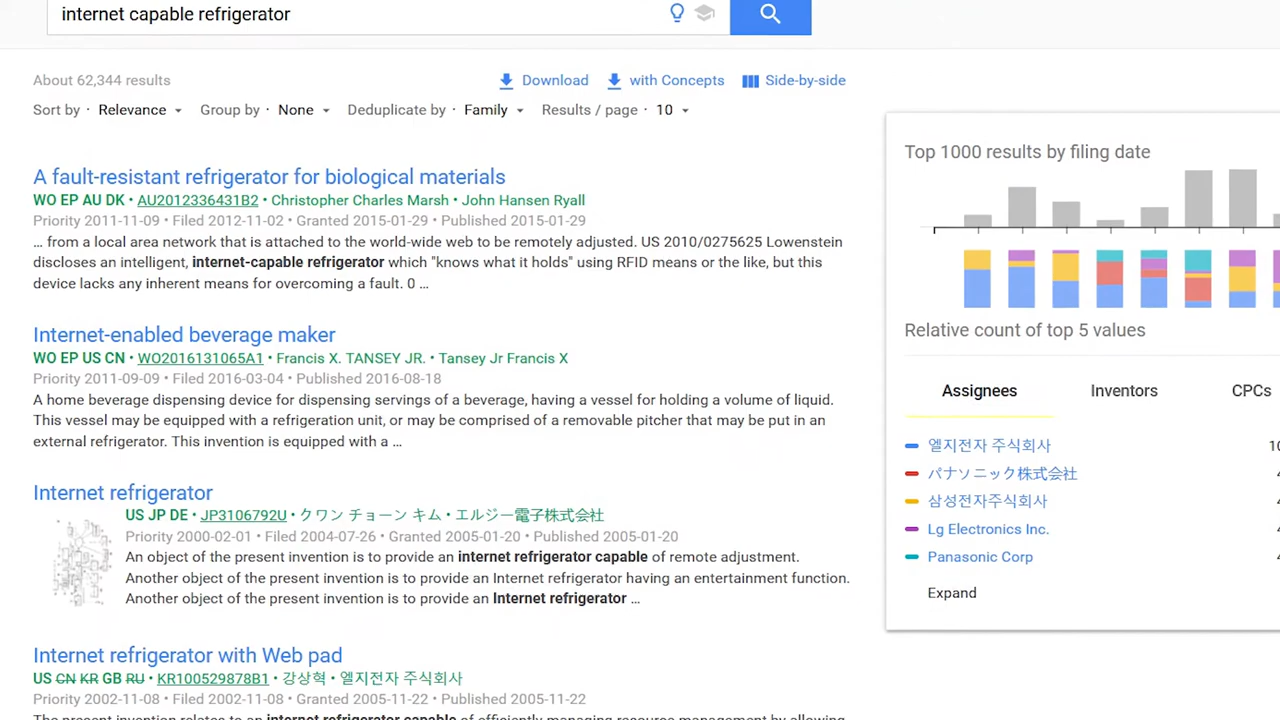 internet capable refrigerator
About 62,344 results
Download
with Concepts
Side-by-side
Sort by · Relevance
Group by · None
Deduplicate by · Family
Results / page · 10
A fault-resistant refrigerator for biological materials
WO EP AU DK • AU2012336431B2 • Christopher Charles Marsh • John Hansen Ryall
Priority 2011-11-09 • Filed 2012-11-02 • Granted 2015-01-29 • Published 2015-01-29
… from a local area network that is attached to the world-wide web to be remotely adjusted. US 2010/0275625 Lowenstein
discloses an intelligent, internet-capable refrigerator which "knows what it holds" using RFID means or the like, but this
device lacks any inherent means for overcoming a fault. 0 …
Internet-enabled beverage maker
WO EP US CN • WO2016131065A1 • Francis X. TANSEY JR. • Tansey Jr Francis X
Priority 2011-09-09 • Filed 2016-03-04 • Published 2016-08-18
A home beverage dispensing device for dispensing servings of a beverage, having a vessel for holding a volume of liquid.
This vessel may be equipped with a refrigeration unit, or may be comprised of a removable pitcher that may be put in an
external refrigerator. This invention is equipped with a …
Internet refrigerator
US JP DE • JP3106792U • クワン チョーン キム • エルジー電子株式会社
Priority 2000-02-01 • Filed 2004-07-26 • Granted 2005-01-20 • Published 2005-01-20
An object of the present invention is to provide an internet refrigerator capable of remote adjustment.
Another object of the present invention is to provide an Internet refrigerator having an entertainment function.
Another object of the present invention is to provide an Internet refrigerator …
Internet refrigerator with Web pad
US CN KR GB RU • KR100529878B1 • 강상혁 • 엘지전자 주식회사
Priority 2002-11-08 • Filed 2002-11-08 • Granted 2005-11-22 • Published 2005-11-22
The present invention relates to an internet refrigerator capable of efficiently managing resource management by allowing
Top 1000 results by filing date
Relative count of top 5 values
Assignees
Inventors
CPCs
엘지전자 주식회사
パナソニック株式会社
삼성전자주식회사
Lg Electronics Inc.
Panasonic Corp
Expand